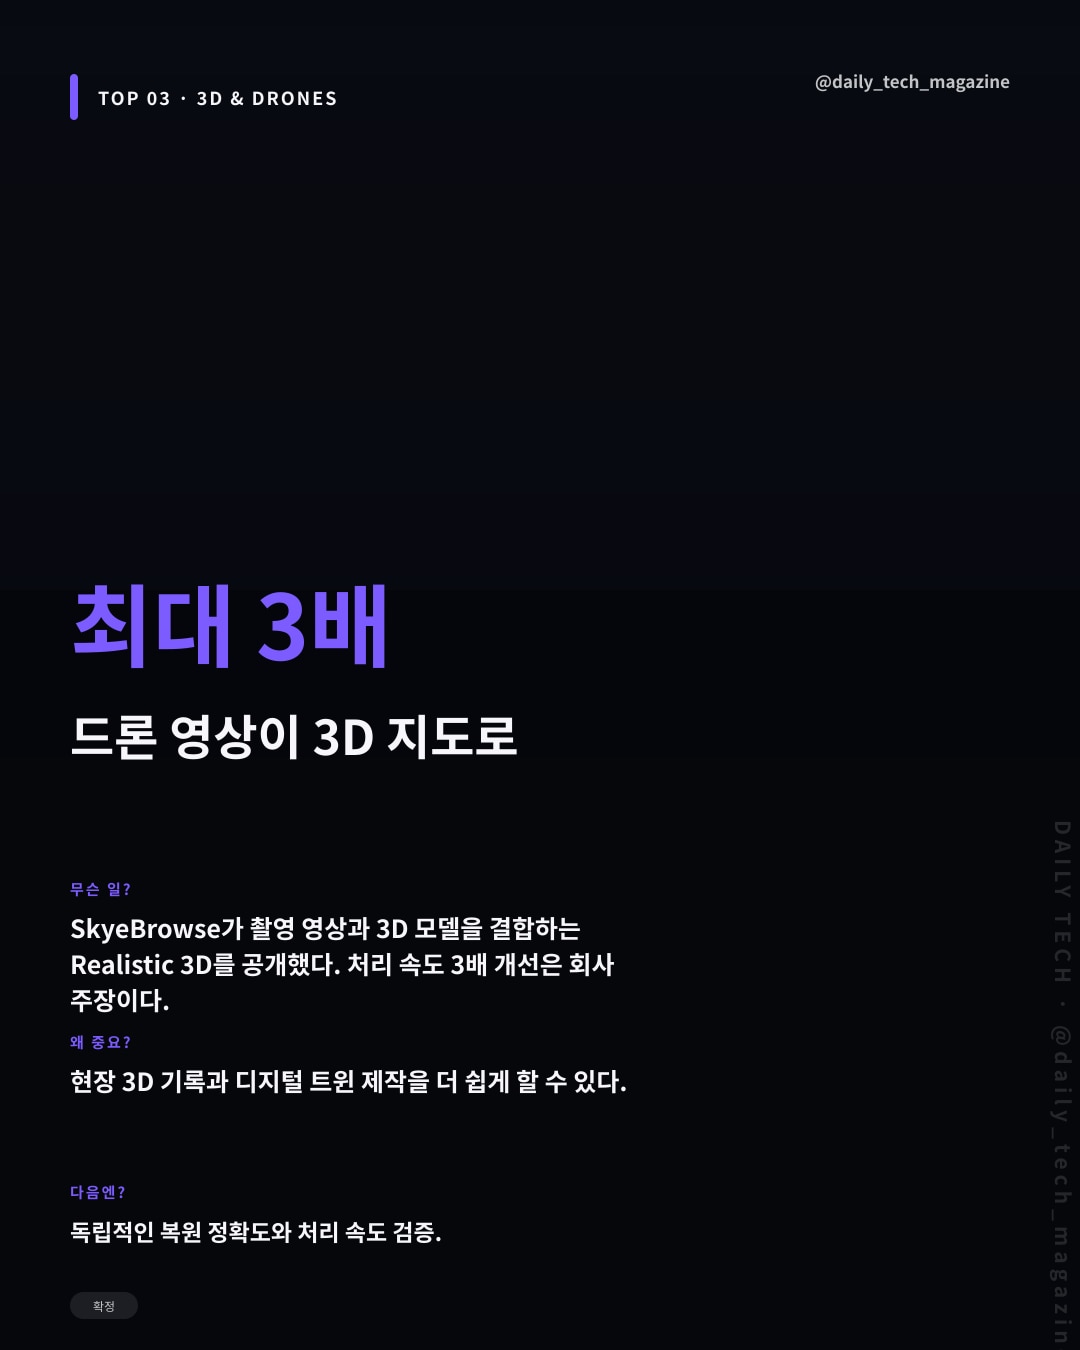 TOP 03 · 3D & DRONES
@daily_tech_magazine
최대 3배
드론 영상이 3D 지도로
무슨 일?
SkyeBrowse가 촬영 영상과 3D 모델을 결합하는
Realistic 3D를 공개했다. 처리 속도 3배 개선은 회사
주장이다.
왜 중요?
현장 3D 기록과 디지털 트윈 제작을 더 쉽게 할 수 있다.
다음엔?
독립적인 복원 정확도와 처리 속도 검증.
확정
DAILY TECH · @daily_tech_magazin